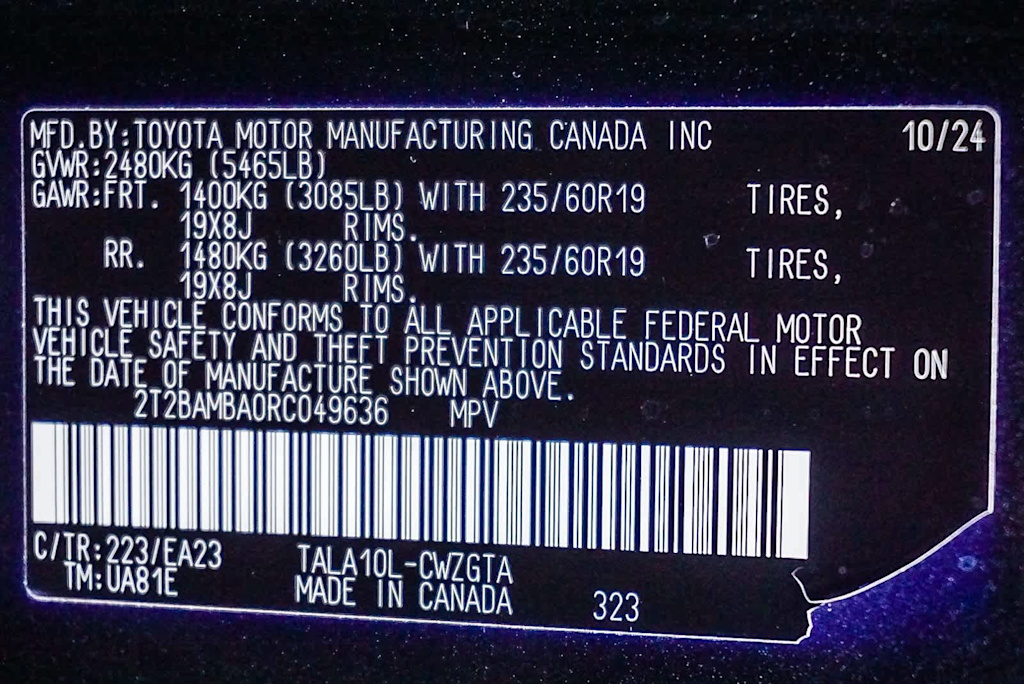 MFD.BY:TOYOTA MOTOR MANUFACTURING CANADA INC 10/24
GVWR:2480KG (5465LB)
GAWR:FRT. 1400KG (3085LB) WITH 235/60R19 TIRES,
19X8J RIMS.
RR. 1480KG (3260LB) WITH 235/60R19 TIRES,
19X8J RIMS.
THIS VEHICLE CONFORMS TO ALL APPLICABLE FEDERAL MOTOR
VEHICLE SAFETY AND THEFT PREVENTION STANDARDS IN EFFECT ON
THE DATE OF MANUFACTURE SHOWN ABOVE.
2T2BAMBA0RC049636 MPV
C/TR:223/EA23 TALA10L-CWZGTA
TM:UA81E MADE IN CANADA 323